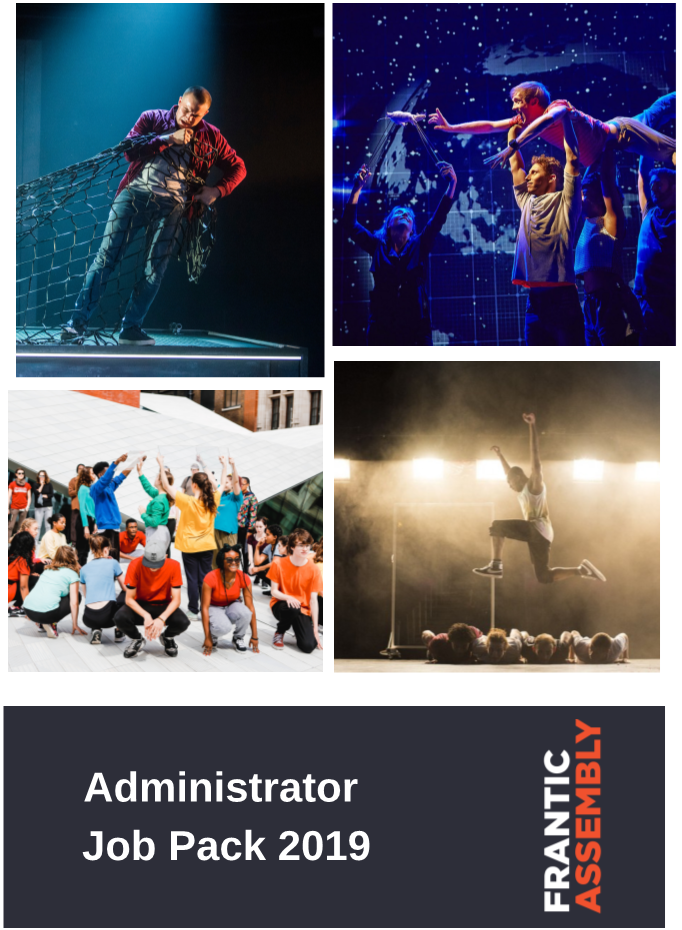 Administrator
Job Pack 2019
FRANTIC
ASSEMBLY